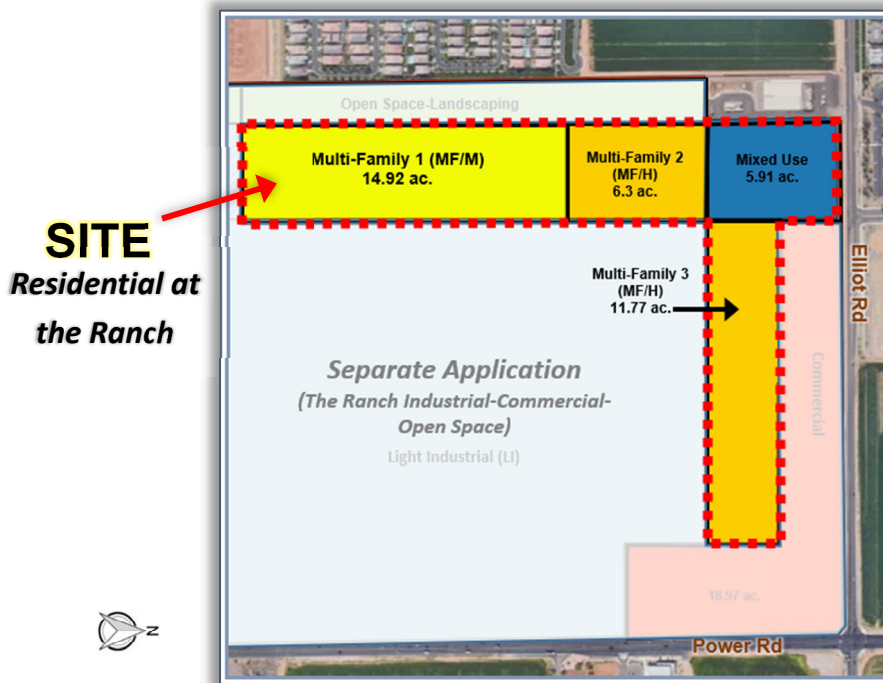 Open Space-Landscaping
Multi-Family 1 (MF/M)
14.92 ac.
Multi-Family 2
(MF/H)
6.3 ac.
Mixed Use
5.91 ac.
SITE
Residential at
the Ranch
Multi-Family 3
(MF/H)
11.77 ac.
Elliot Rd
Separate Application
(The Ranch Industrial-Commercial-
Open Space)
Light Industrial (LI)
Commercial
18.97 ac.
N
Power Rd